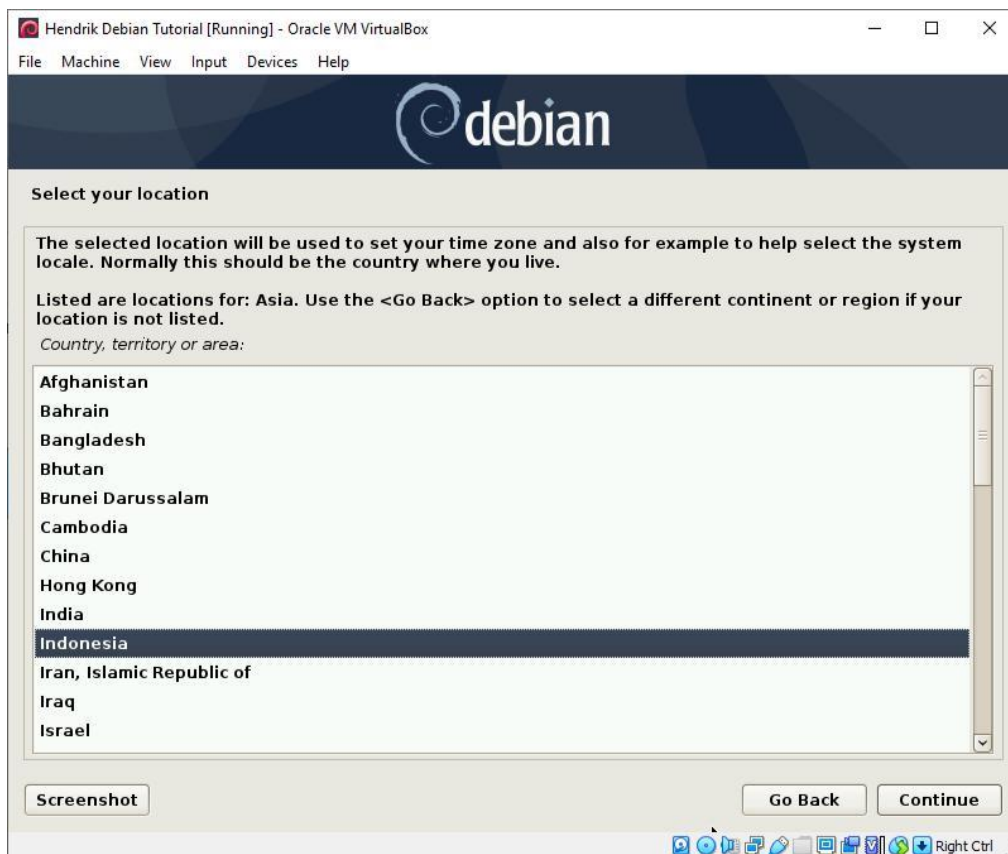 Hendrik Debian Tutorial [Running] - Oracle VM VirtualBox
File Machine View Input Devices Help
debian
Select your location
The selected location will be used to set your time zone and also for example to help select the system
locale. Normally this should be the country where you live.
Listed are locations for: Asia. Use the <Go Back> option to select a different continent or region if your
location is not listed.
Country, territory or area:
Afghanistan
Bahrain
Bangladesh
Bhutan
Brunei Darussalam
Cambodia
China
Hong Kong
India
Indonesia
Iran, Islamic Republic of
Iraq
Israel
Screenshot Go Back Continue
Right Ctrl